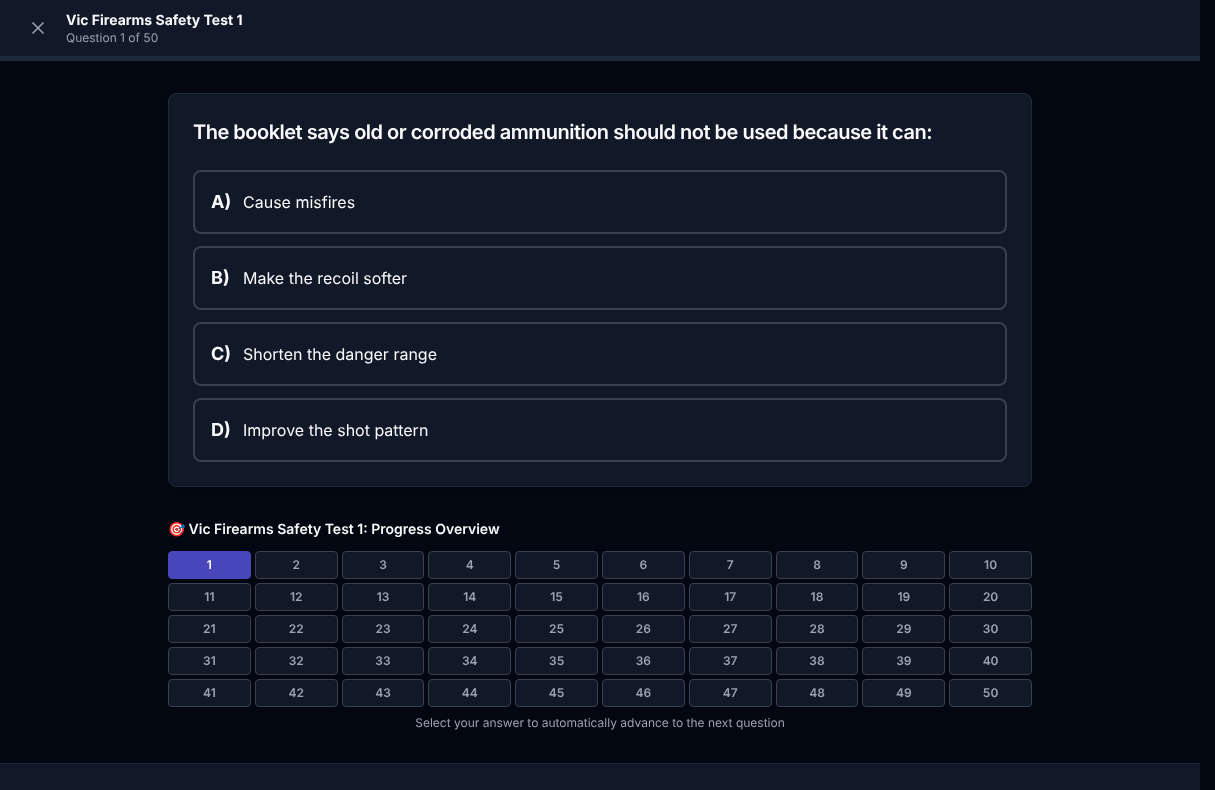 Vic Firearms Safety Test 1
Question 1 of 50
The booklet says old or corroded ammunition should not be used because it can:
A) Cause misfires
B) Make the recoil softer
C) Shorten the danger range
D) Improve the shot pattern
🎯 Vic Firearms Safety Test 1: Progress Overview
1 2 3 4 5 6 7 8 9 10
11 12 13 14 15 16 17 18 19 20
21 22 23 24 25 26 27 28 29 30
31 32 33 34 35 36 37 38 39 40
41 42 43 44 45 46 47 48 49 50
Select your answer to automatically advance to the next question